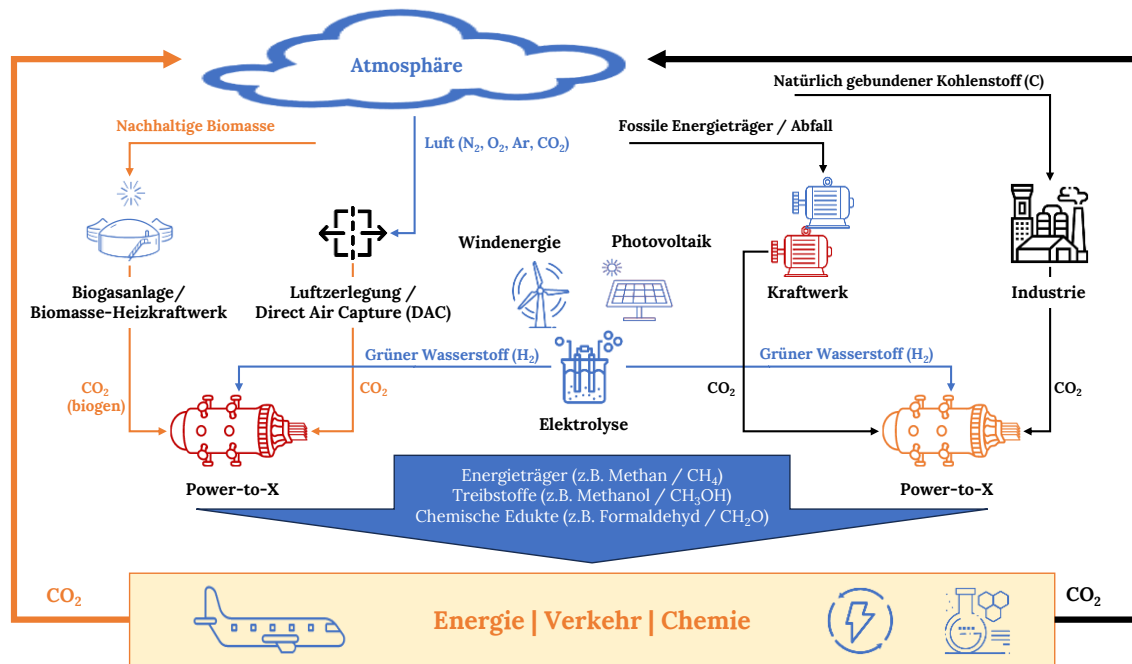 Atmosphäre
Natürlich gebundener Kohlenstoff (C)
Nachhaltige Biomasse
Luft (N₂, O₂, Ar, CO₂)
Fossile Energieträger / Abfall
Windenergie
Photovoltaik
Biogasanlage/
Biomasse-Heizkraftwerk
Luftzerlegung /
Direct Air Capture (DAC)
Kraftwerk
Industrie
Grüner Wasserstoff (H₂)
Grüner Wasserstoff (H₂)
CO₂
(biogen)
CO₂
CO₂
CO₂
Elektrolyse
Power-to-X
Power-to-X
Energieträger (z.B. Methan / CH₄)
Treibstoffe (z.B. Methanol / CH₃OH)
Chemische Edukte (z.B. Formaldehyd / CH₂O)
CO₂
CO₂
Energie | Verkehr | Chemie